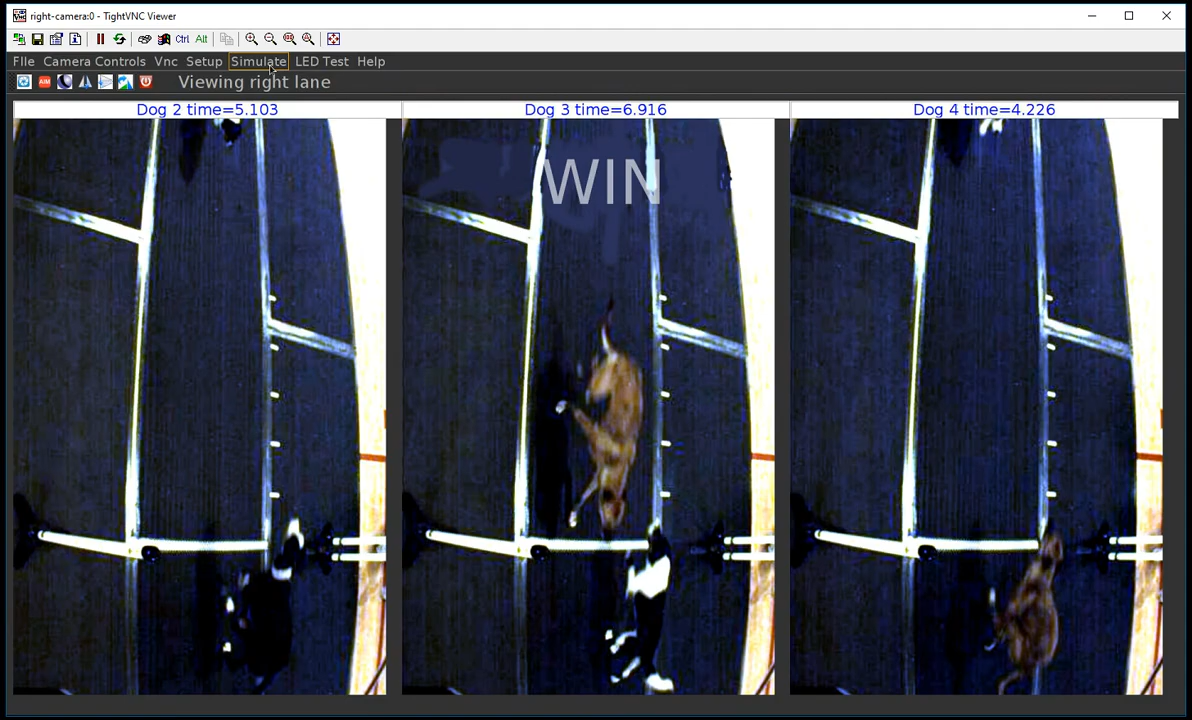 right-camera:0 - TightVNC Viewer
Ctrl Alt
FIle Camera Controls Vnc Setup Simulate LED Test Help
AIM
Viewing right lane
Dog 2 time=5.103
Dog 3 time=6.916
Dog 4 time=4.226
WIN